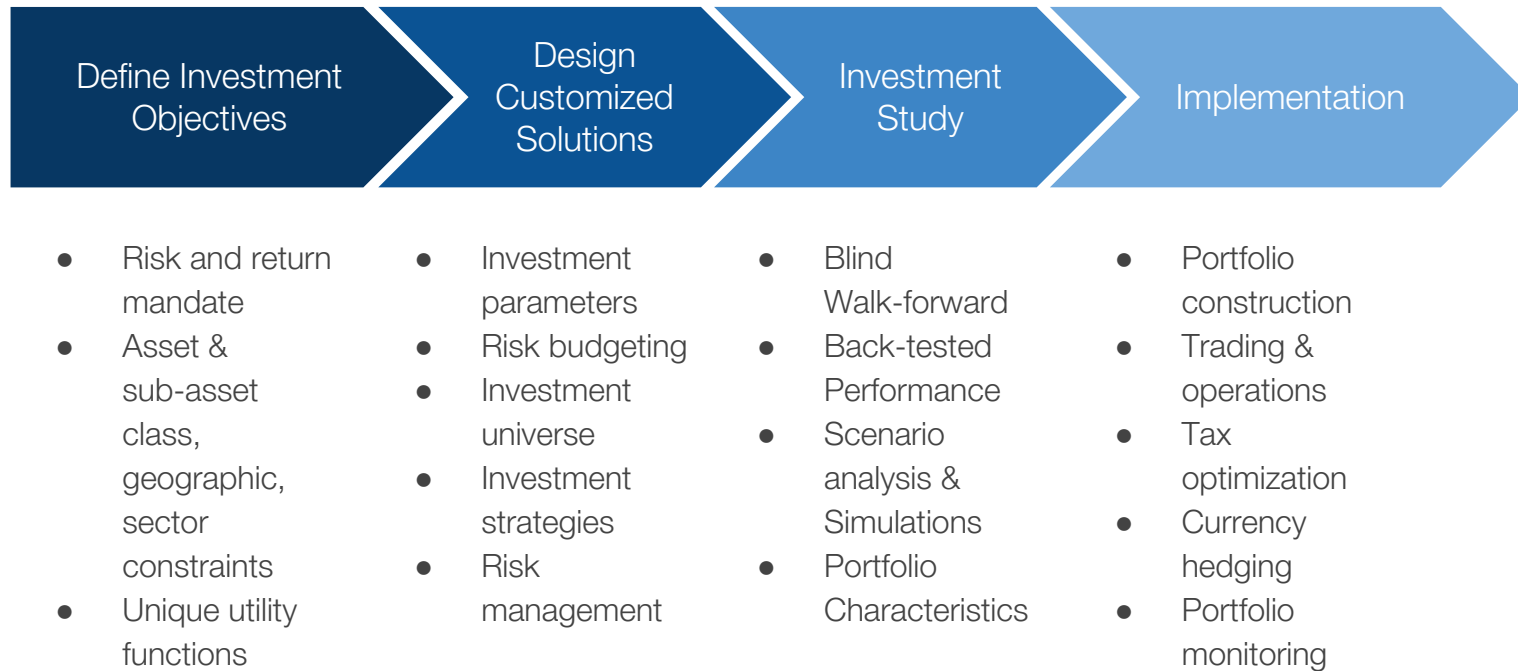 Define Investment
Objectives
Design
Customized
Solutions
Investment
Study
Implementation
● Risk and return
mandate
● Asset &
sub-asset
class,
geographic,
sector
constraints
● Unique utility
functions
● Investment
parameters
● Risk budgeting
● Investment
universe
● Investment
strategies
● Risk
management
● Blind
Walk-forward
● Back-tested
Performance
● Scenario
analysis &
Simulations
● Portfolio
Characteristics
● Portfolio
construction
● Trading &
operations
● Tax
optimization
● Currency
hedging
● Portfolio
monitoring